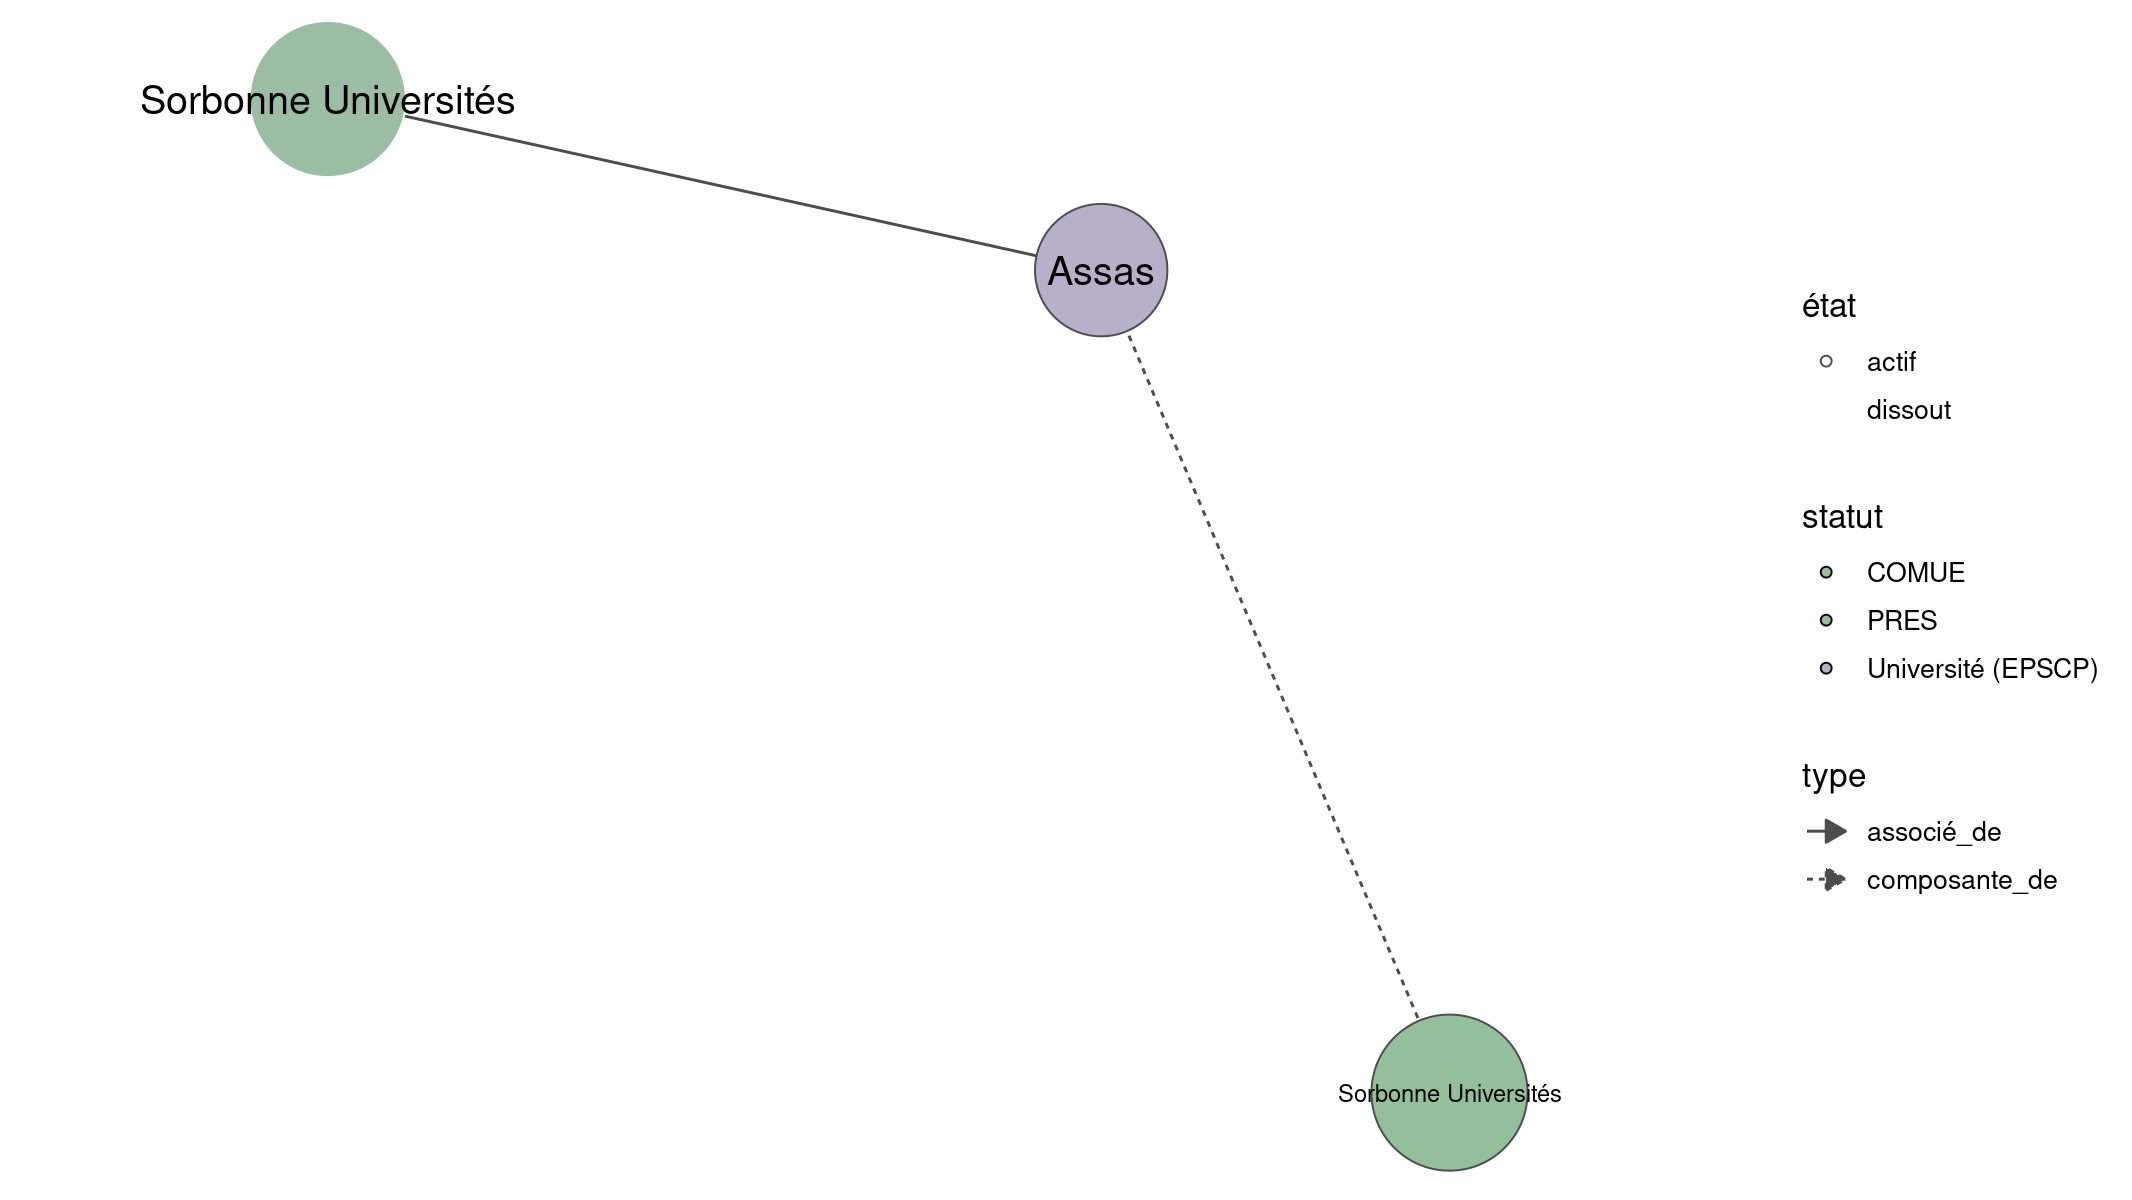 Sorbonne Universités
Assas
Sorbonne Universités
état
actif
dissout
statut
COMUE
PRES
Université (EPSCP)
type
associé_de
composante_de